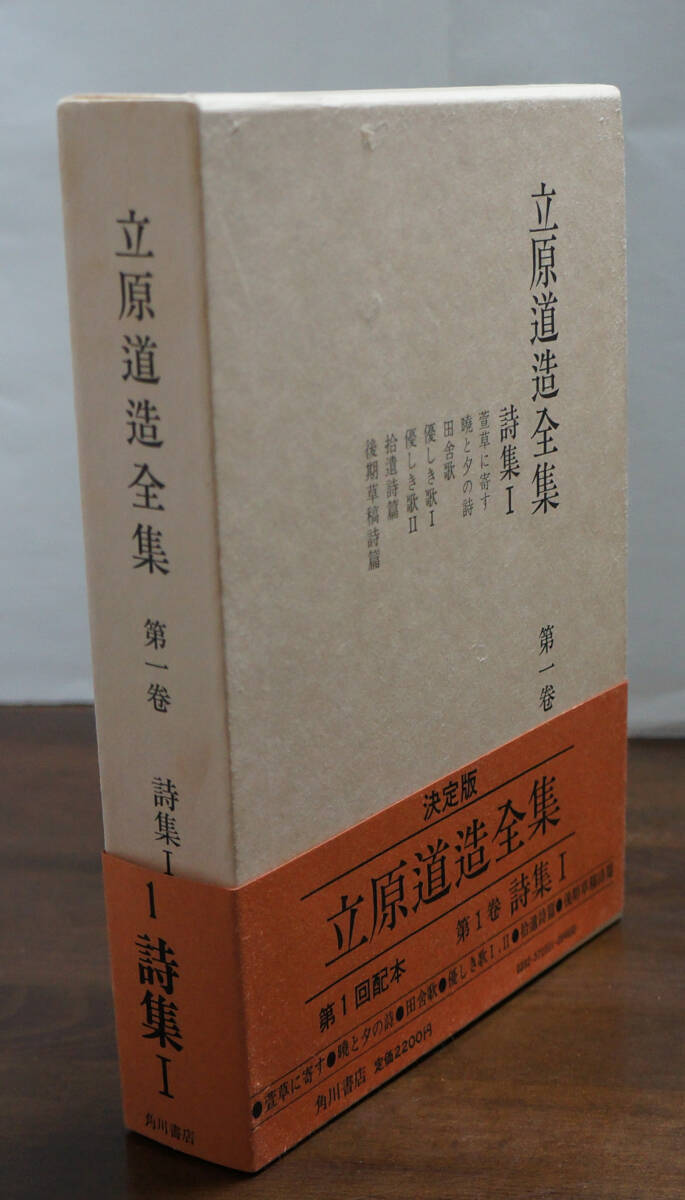 立原道造全集
第一巻
詩集Ⅰ
立原道造全集
第一巻
詩集Ⅰ
萱草に寄す
曉と夕の詩
田舎歌
優しき歌Ⅰ
優しき歌Ⅱ
拾遺詩篇
後期草稿詩篇
1
詩集Ⅰ
角川書店
決定版
立原道造全集
第1巻 詩集Ⅰ
第1回配本
●萱草に寄す●曉と夕の詩●田舎歌●優しき歌Ⅰ.Ⅱ●拾遺詩篇●後期草稿詩篇
角川書店 定価2200円